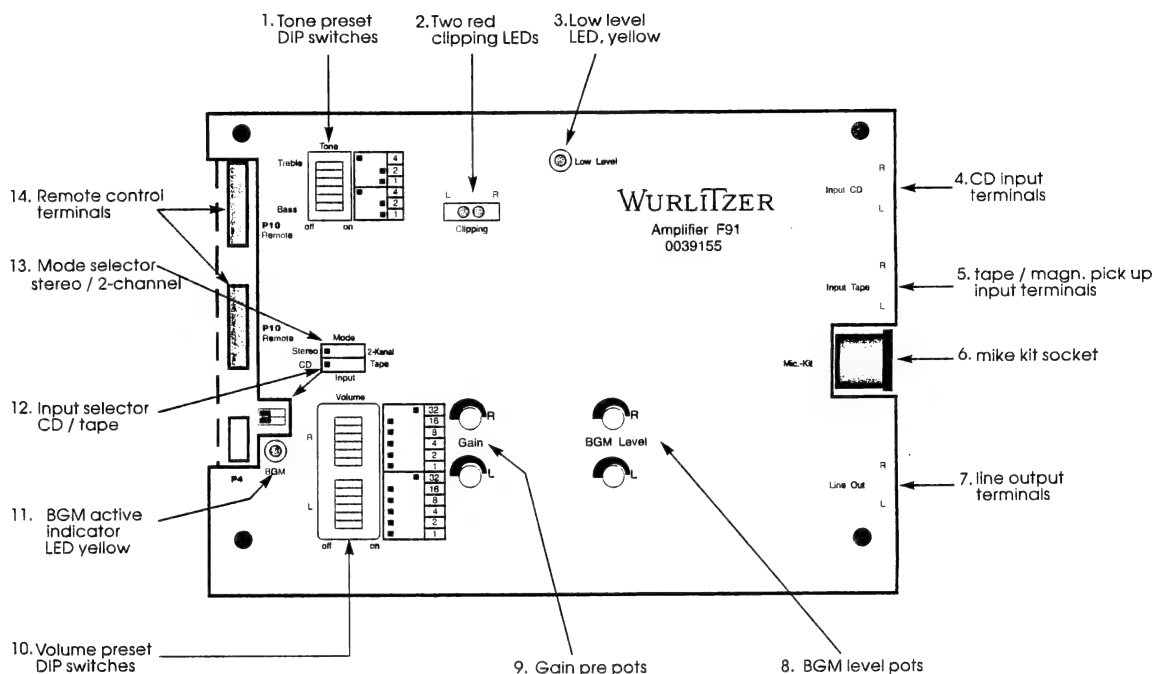 1. Tone preset
DIP switches
2. Two red
clipping LEDs
3. Low level
LED, yellow
Tone
Treble
Bass
off on
4
2
1
4
2
1
L R
Clipping
Low Level
WURLITZER
Amplifier F91
0039155
R
Input CD
L
4. CD input
terminals
14. Remote control
terminals
P10
Remote
13. Mode selector
stereo / 2-channel
R
Input Tape
L
5. tape / magn. pick up
input terminals
P10
Remote
Mode
Stereo 2-Kanal
CD Tape
Input
Mic.-Kit
6. mike kit socket
12. Input selector
CD / tape
Volume
R
L
off on
32
16
8
4
2
1
32
16
8
4
2
1
R
Gain
L
R
BGM Level
L
BGM
P4
R
Line Out
L
7. line output
terminals
11. BGM active
indicator
LED yellow
10. Volume preset
DIP switches
9. Gain pre pots
8. BGM level pots